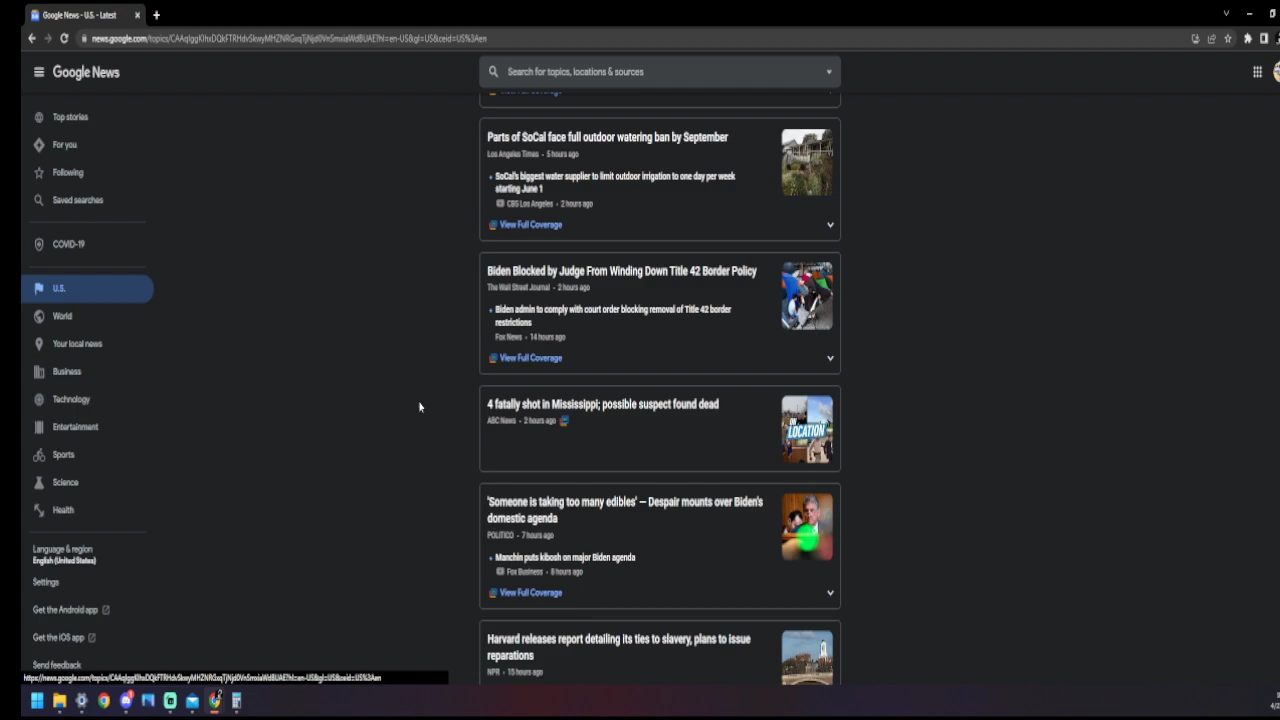 Google News - U.S. - Latest
Google News
Search for topics, locations & sources
Top stories
For you
Following
Saved searches
COVID-19
U.S.
World
Your local news
Business
Technology
Entertainment
Sports
Science
Health
Language & region
English (United States)
Settings
Get the Android app
Get the iOS app
Send feedback
View Full Coverage
Parts of SoCal face full outdoor watering ban by September
Los Angeles Times • 5 hours ago
• SoCal's biggest water supplier to limit outdoor irrigation to one day per week
starting June 1
CBS Los Angeles • 2 hours ago
View Full Coverage
Biden Blocked by Judge From Winding Down Title 42 Border Policy
The Wall Street Journal • 2 hours ago
• Biden admin to comply with court order blocking removal of Title 42 border
restrictions
Fox News • 14 hours ago
View Full Coverage
4 fatally shot in Mississippi; possible suspect found dead
ABC News • 2 hours ago
ON
LOCATION
'Someone is taking too many edibles' — Despair mounts over Biden's
domestic agenda
POLITICO • 7 hours ago
• Manchin puts kibosh on major Biden agenda
Fox Business • 8 hours ago
View Full Coverage
Harvard releases report detailing its ties to slavery, plans to issue
reparations
NPR • 15 hours ago